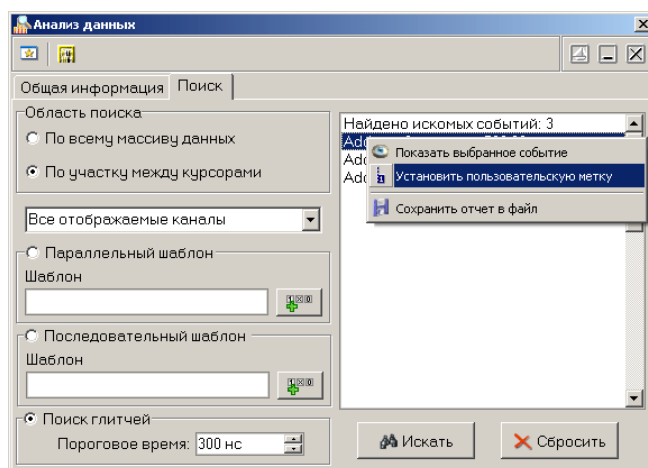 Анализ данных
Общая информация
Поиск
Область поиска
По всему массиву данных
По участку между курсорами
Все отображаемые каналы
Параллельный шаблон
Шаблон
Последовательный шаблон
Шаблон
Поиск глитчей
Пороговое время: 300 нс
Найдено искомых событий: 3
Показать выбранное событие
Установить пользовательскую метку
Сохранить отчет в файл
Искать
Сбросить